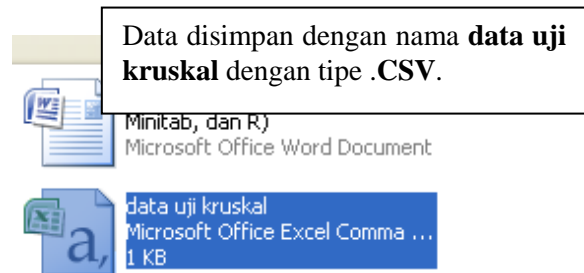 Data disimpan dengan nama data uji
kruskal dengan tipe .CSV.
Minitab, dan R)
Microsoft Office Word Document
data uji kruskal
Microsoft Office Excel Comma ...
1 KB